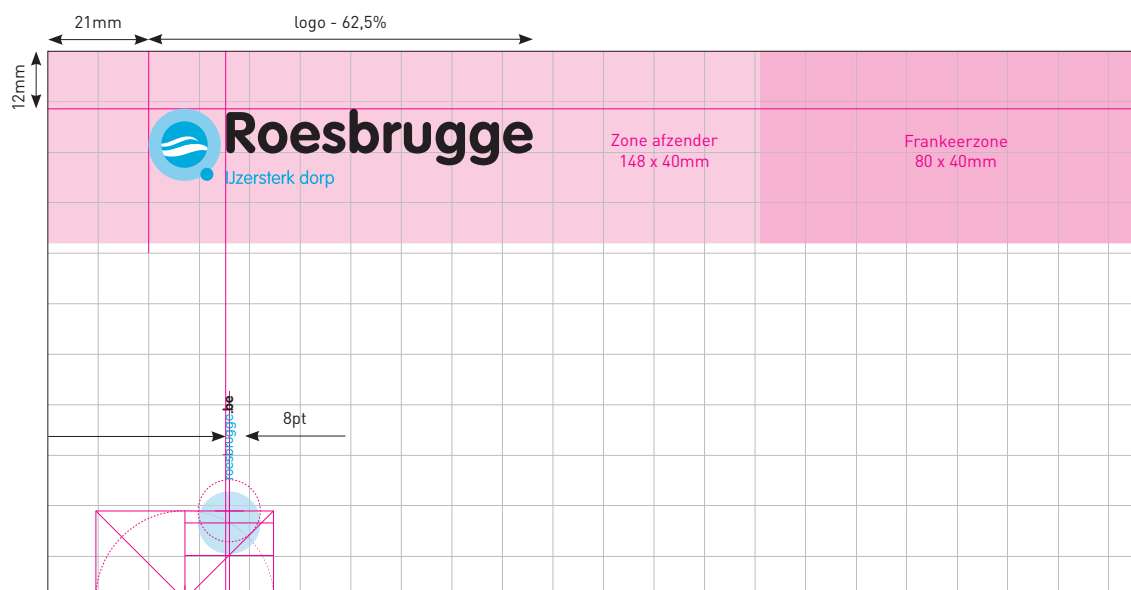 21mm
logo - 62,5%
12mm
Roesbrugge
IJzersterk dorp
Zone afzender
148 x 40mm
Frankeerzone
80 x 40mm
roesbrugge.be
8pt